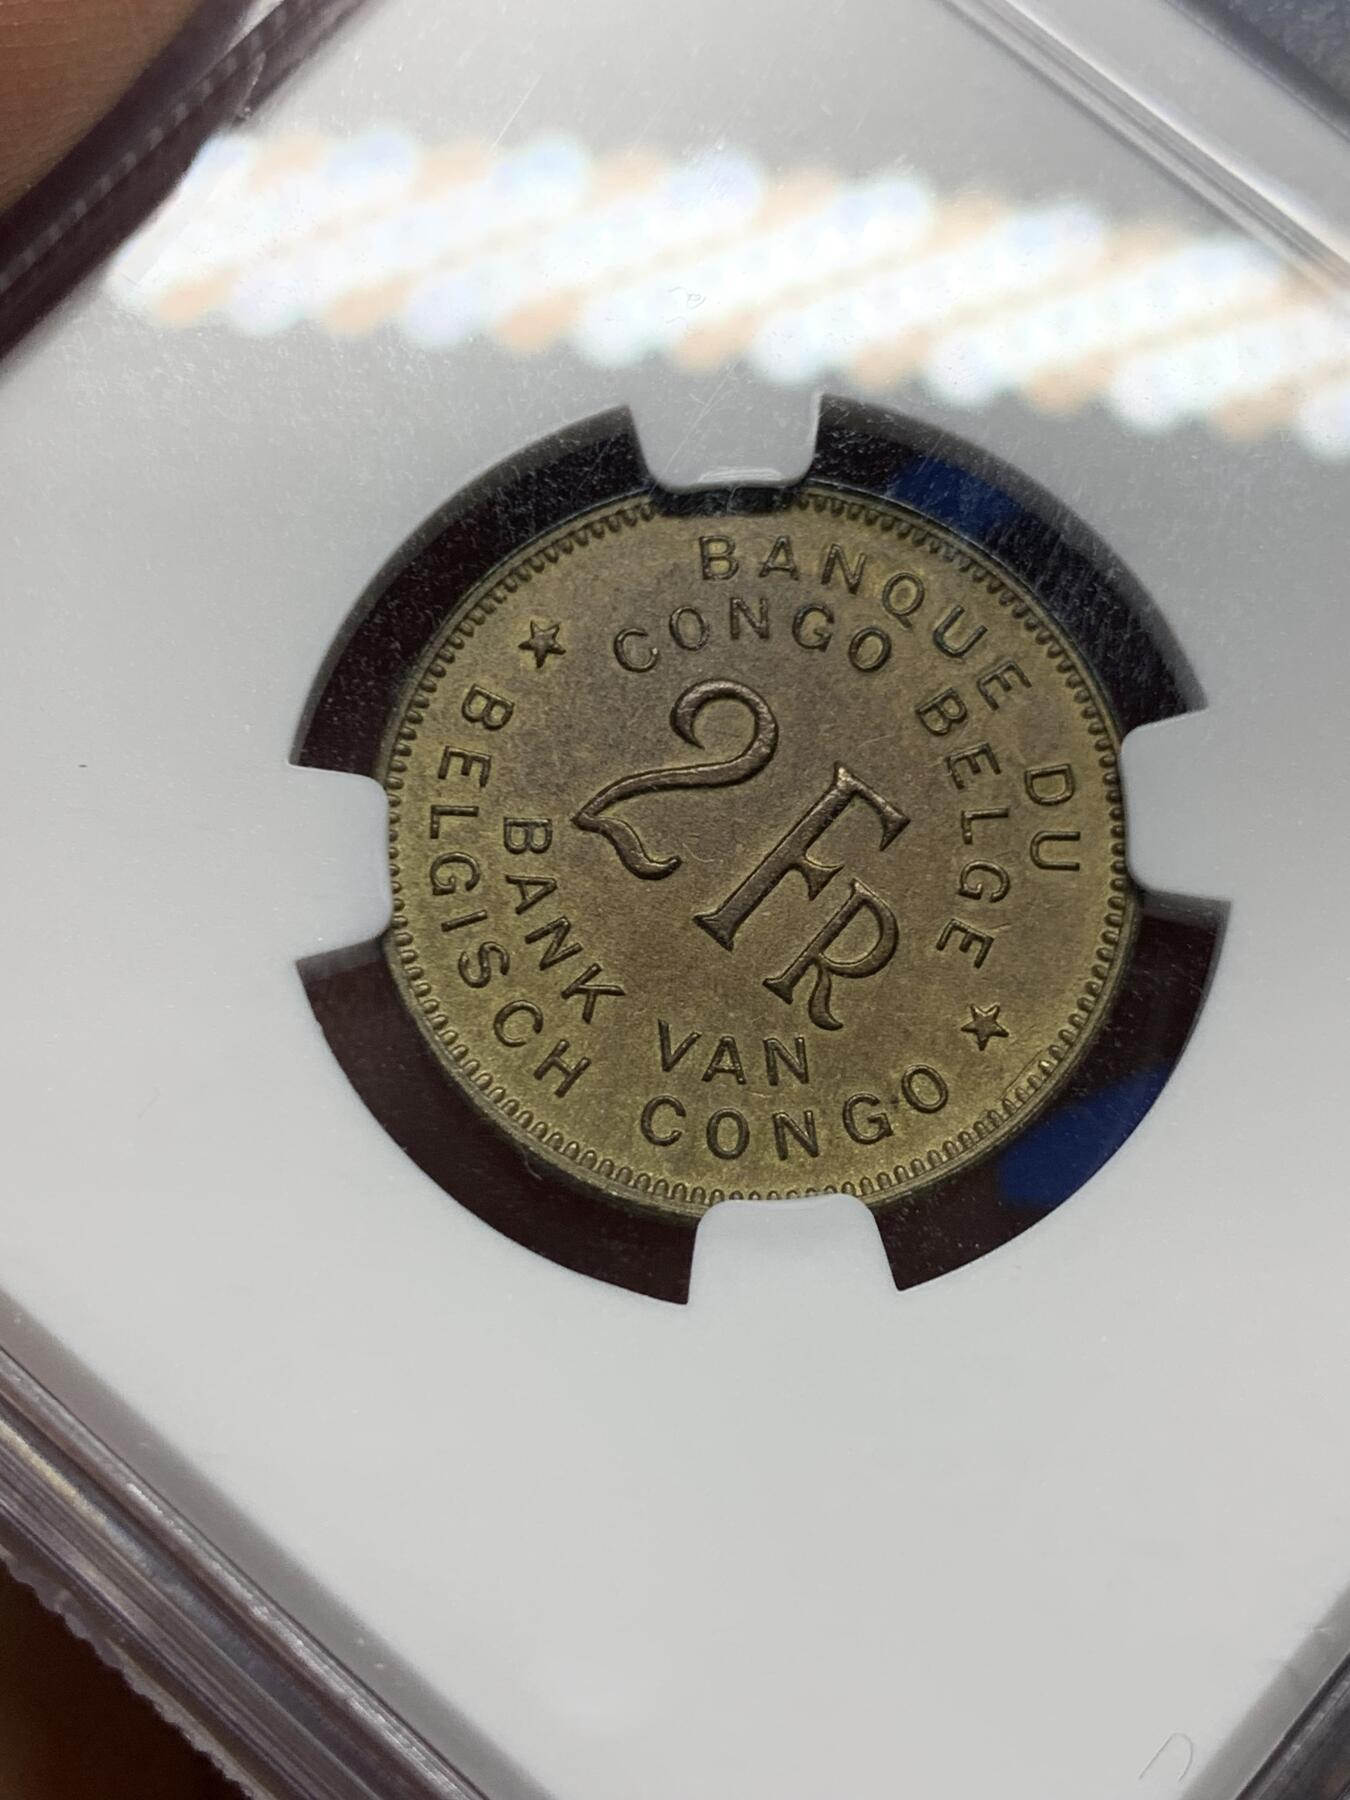 BANQUE DU
CONGO BELGE
2
FR
BANK VAN
BELGISCH CONGO